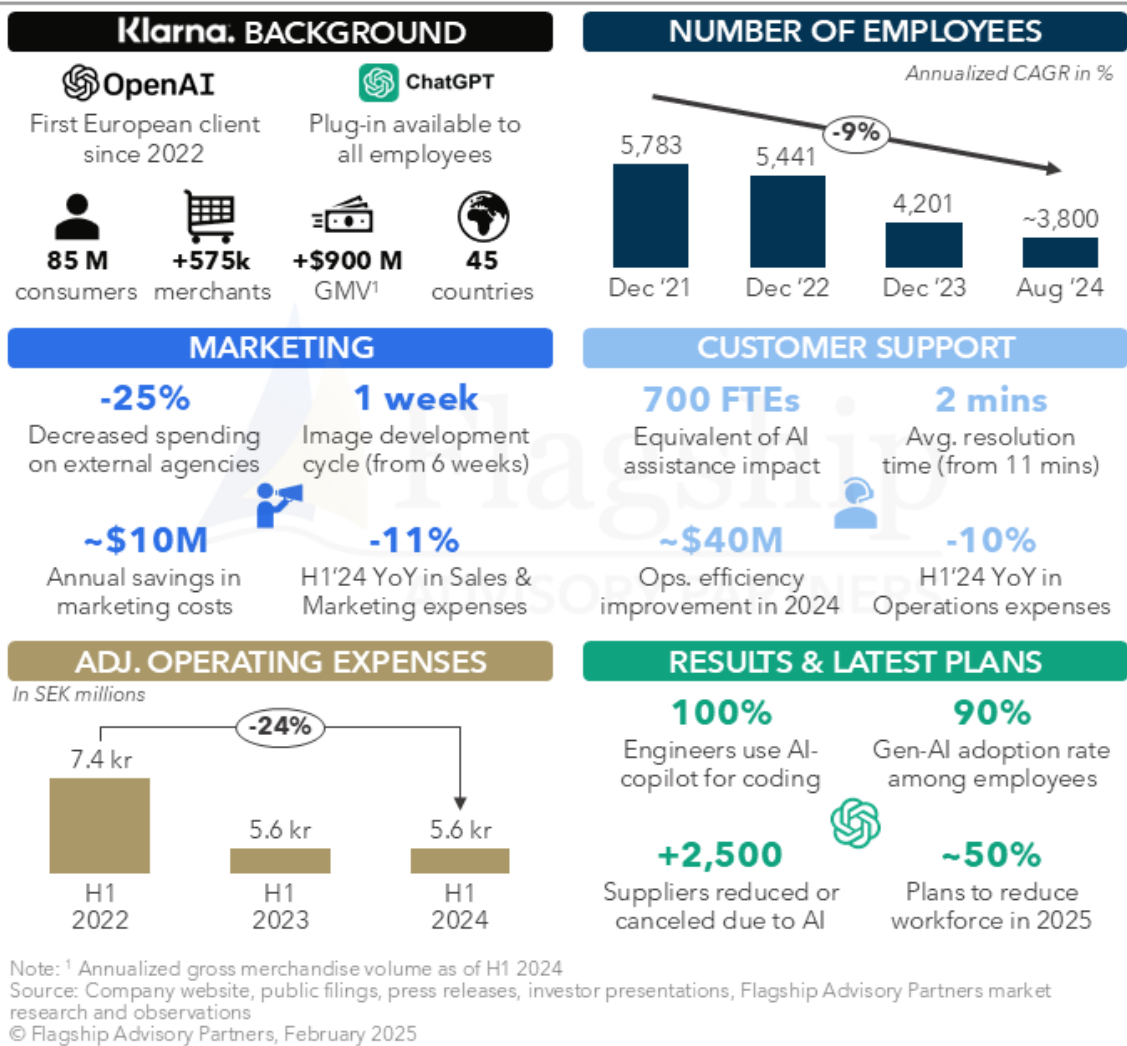 Klarna. BACKGROUND
OpenAI
First European client
since 2022
ChatGPT
Plug-in available to
all employees
85 M
consumers
+575k
merchants
+$900 M
GMV¹
45
countries
NUMBER OF EMPLOYEES
Annualized CAGR in %
-9%
5,783
5,441
4,201
~3,800
Dec ‘21
Dec ‘22
Dec ‘23
Aug ‘24
MARKETING
-25%
Decreased spending
on external agencies
1 week
Image development
cycle (from 6 weeks)
~$10M
Annual savings in
marketing costs
-11%
H1’24 YoY in Sales &
Marketing expenses
CUSTOMER SUPPORT
700 FTEs
Equivalent of AI
assistance impact
2 mins
Avg. resolution
time (from 11 mins)
~$40M
Ops. efficiency
improvement in 2024
-10%
H1’24 YoY in
Operations expenses
Flagship
ADVISORY PARTNERS
ADJ. OPERATING EXPENSES
In SEK millions
-24%
7.4 kr
5.6 kr
5.6 kr
H1
2022
H1
2023
H1
2024
RESULTS & LATEST PLANS
100%
Engineers use AI-
copilot for coding
90%
Gen-AI adoption rate
among employees
+2,500
Suppliers reduced or
canceled due to AI
~50%
Plans to reduce
workforce in 2025
Note: ¹ Annualized gross merchandise volume as of H1 2024
Source: Company website, public filings, press releases, investor presentations, Flagship Advisory Partners market
research and observations
© Flagship Advisory Partners, February 2025